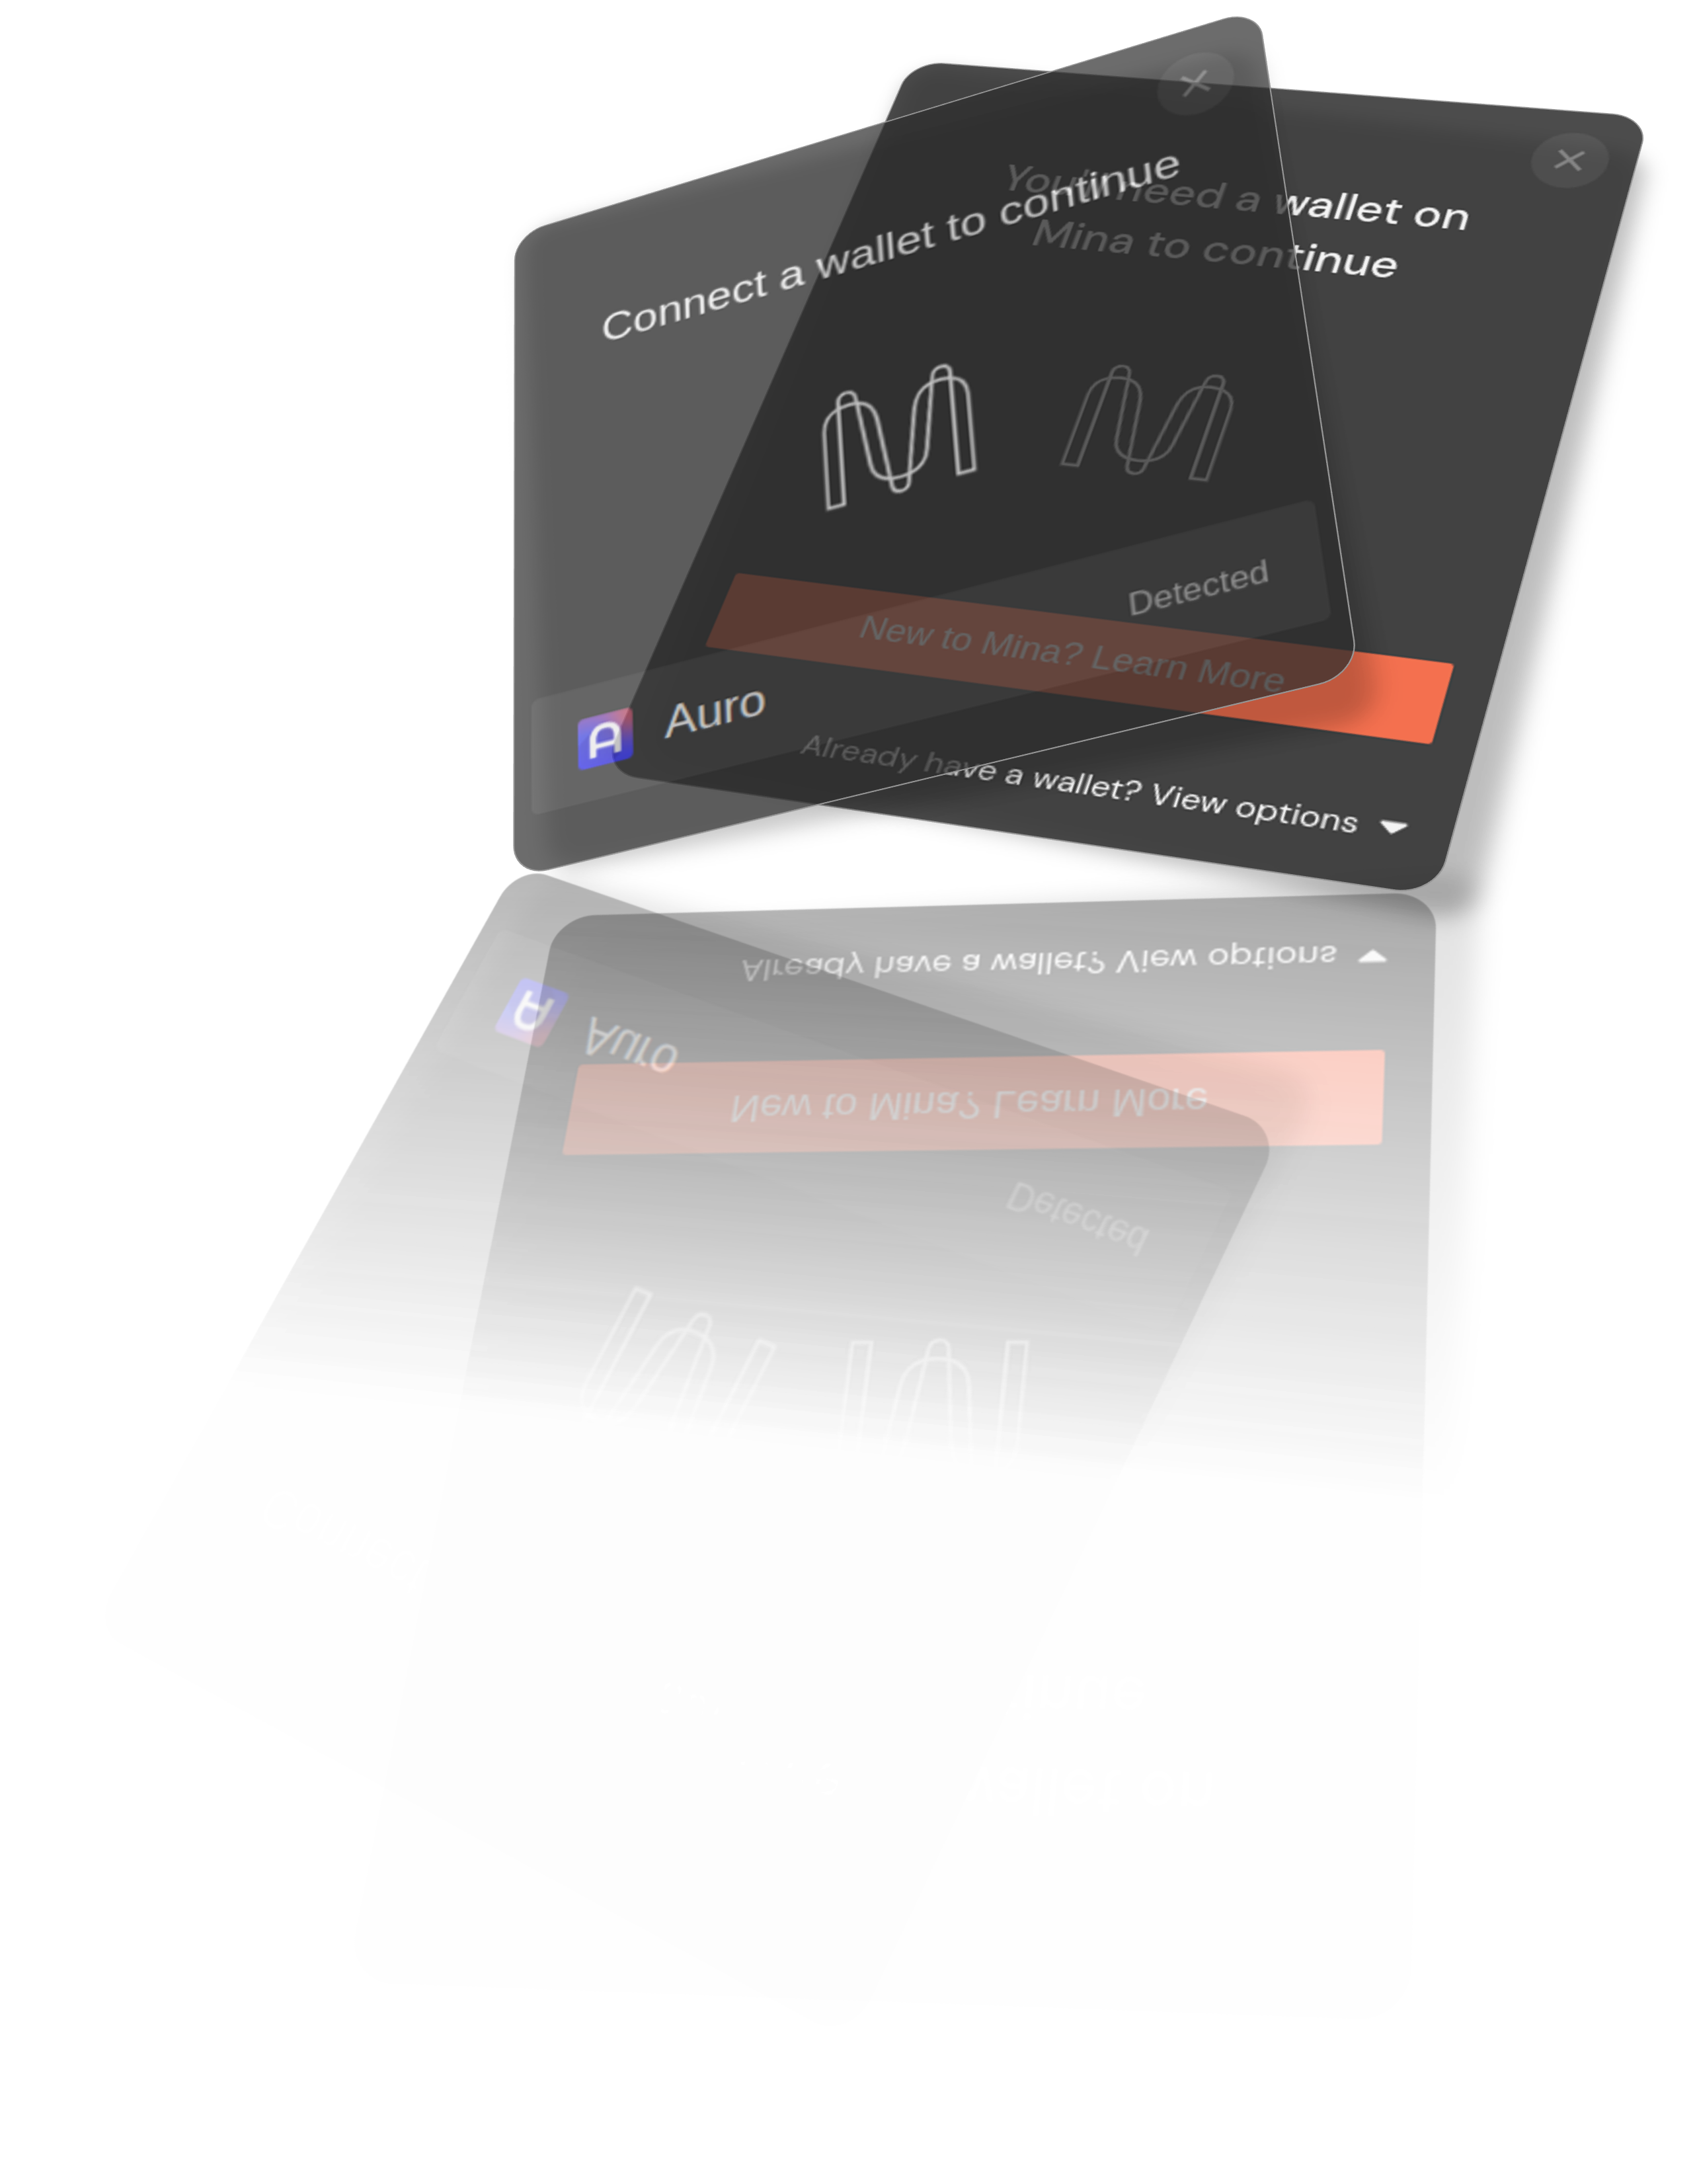 Connect a wallet to continue
Detected
Auro
You'll need a wallet on
Mina to continue
New to Mina? Learn More
Already have a wallet? View options
Already have a wallet? View options
Auro
New to Mina? Learn More
Detected